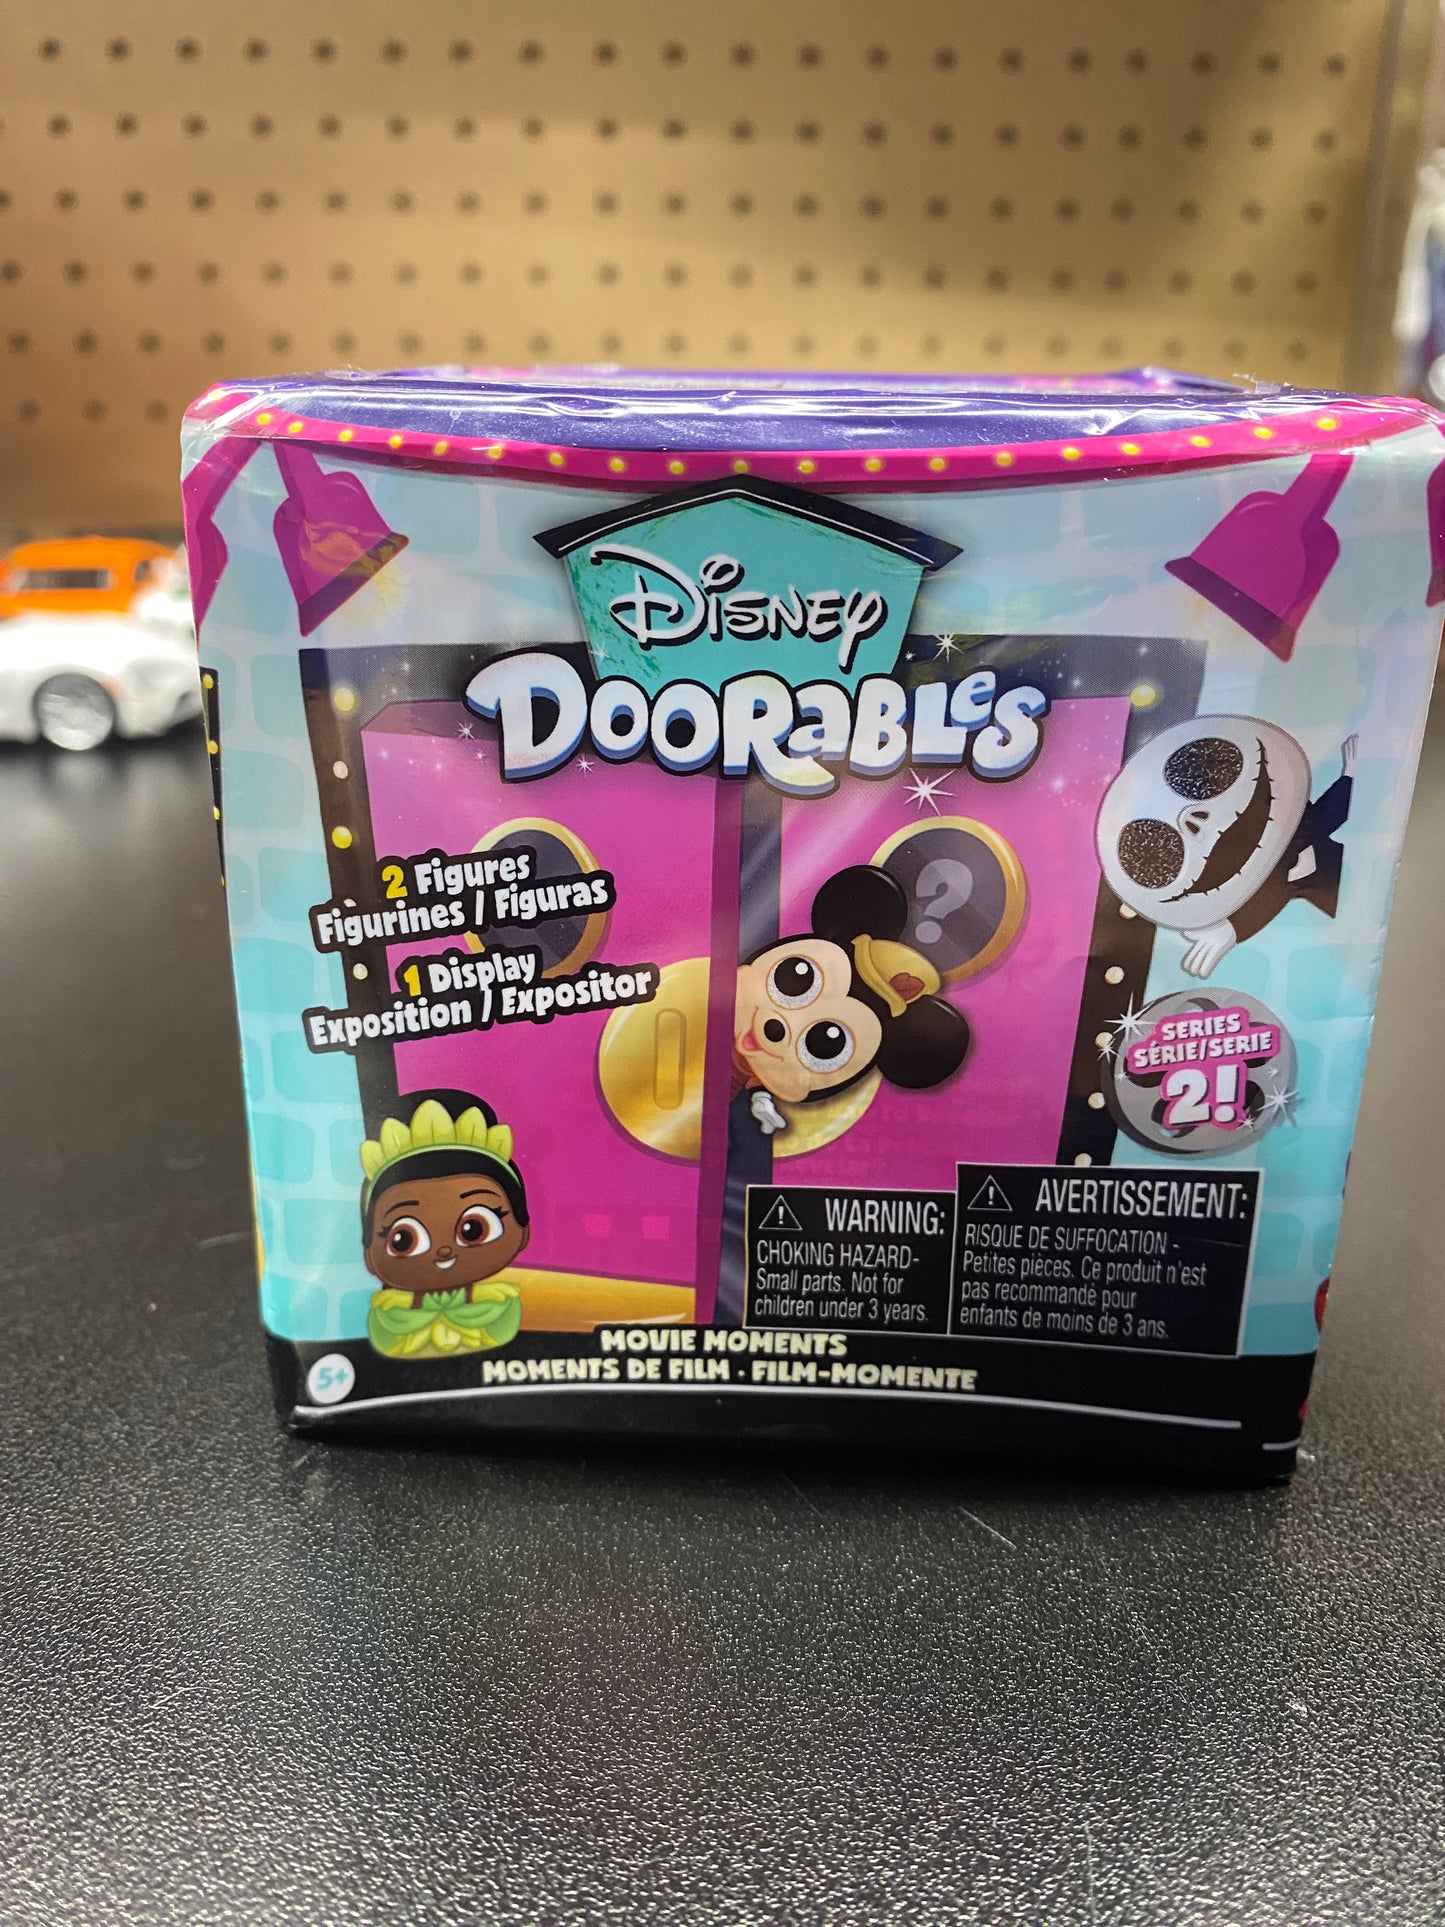 Disney
Doorables
2 Figures
Figurines / Figuras
1 Display
Exposition / Expositor
?
SERIES
SÉRIE/SERIE
2!
WARNING:
CHOKING HAZARD-
Small parts. Not for
children under 3 years.
AVERTISSEMENT:
RISQUE DE SUFFOCATION -
Petites pièces. Ce produit n'est
pas recommandé pour
enfants de moins de 3 ans.
MOVIE MOMENTS
MOMENTS DE FILM · FILM-MOMENTE
5+